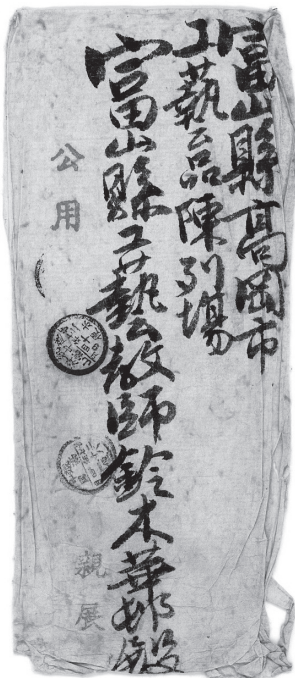 富山縣高岡市
工藝品陳列場
富山縣工藝教師鈴木華邨殿
公用
親展